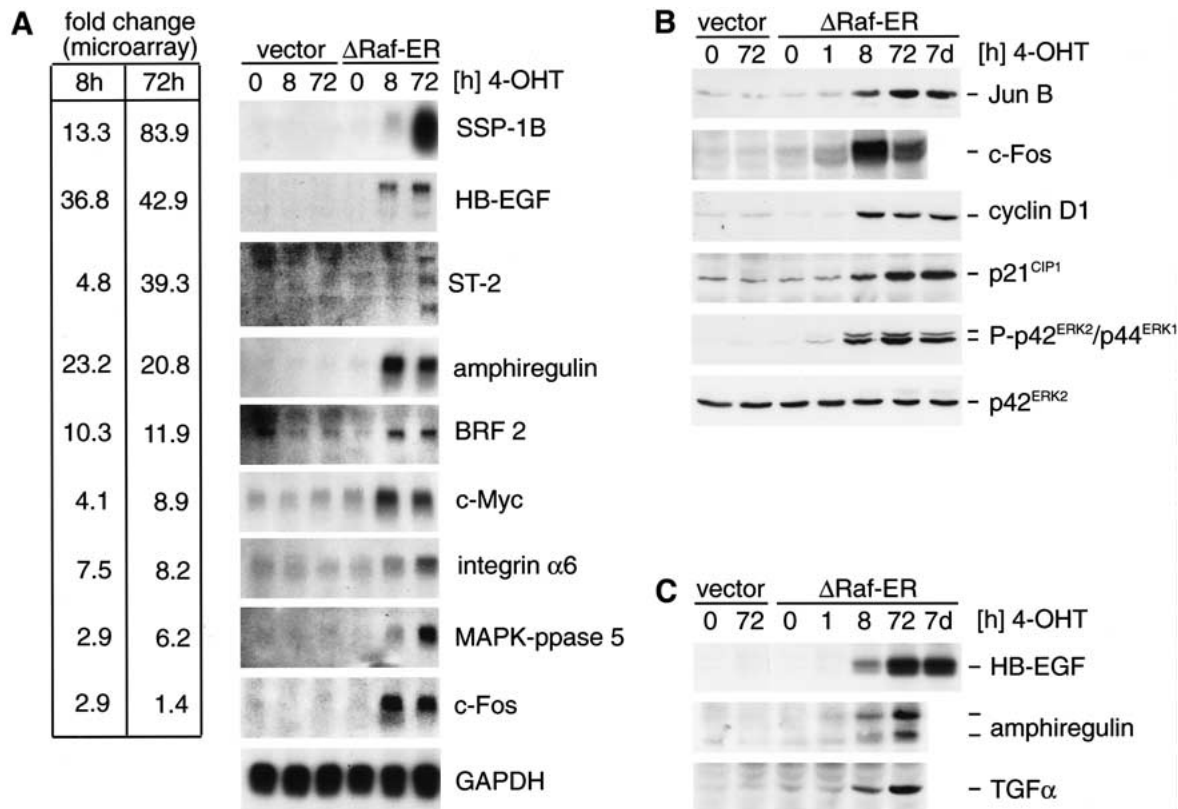 A
fold change
(microarray)
8h 72h
vector ΔRaf-ER
0 8 72 0 8 72 [h] 4-OHT
13.3 83.9 SSP-1B
36.8 42.9 HB-EGF
4.8 39.3 ST-2
23.2 20.8 amphiregulin
10.3 11.9 BRF 2
4.1 8.9 c-Myc
7.5 8.2 integrin α6
2.9 6.2 MAPK-ppase 5
2.9 1.4 c-Fos
GAPDH
B
vector ΔRaf-ER
0 72 0 1 8 72 7d [h] 4-OHT
Jun B
c-Fos
cyclin D1
p21CIP1
P-p42ERK2/p44ERK1
p42ERK2
C
vector ΔRaf-ER
0 72 0 1 8 72 7d [h] 4-OHT
HB-EGF
amphiregulin
TGFα